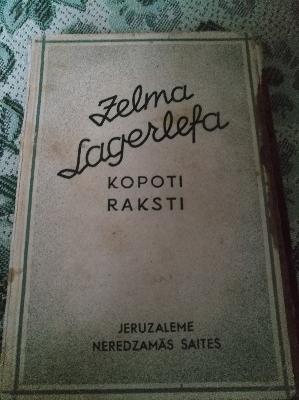 Zelma
Lagerlefa
KOPOTI
RAKSTI
JERUZALEME
NEREDZAMĀS SAITES